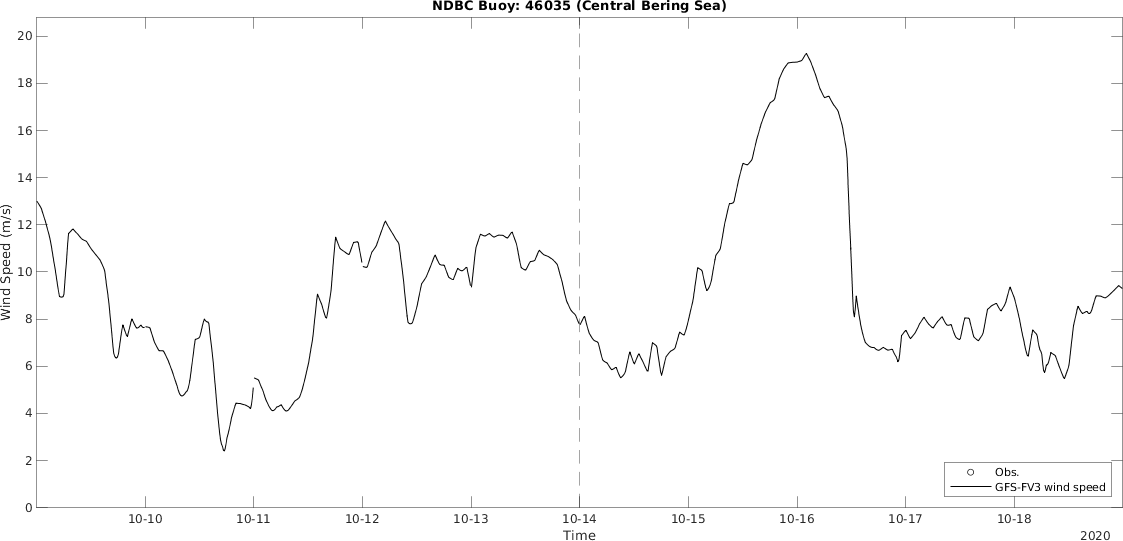 NDBC Buoy: 46035 (Central Bering Sea)
20
18
16
14
12
10
8
6
4
2
0
Wind Speed (m/s)
10-10 10-11 10-12 10-13 10-14 10-15 10-16 10-17 10-18
Time
2020
Obs.
GFS-FV3 wind speed